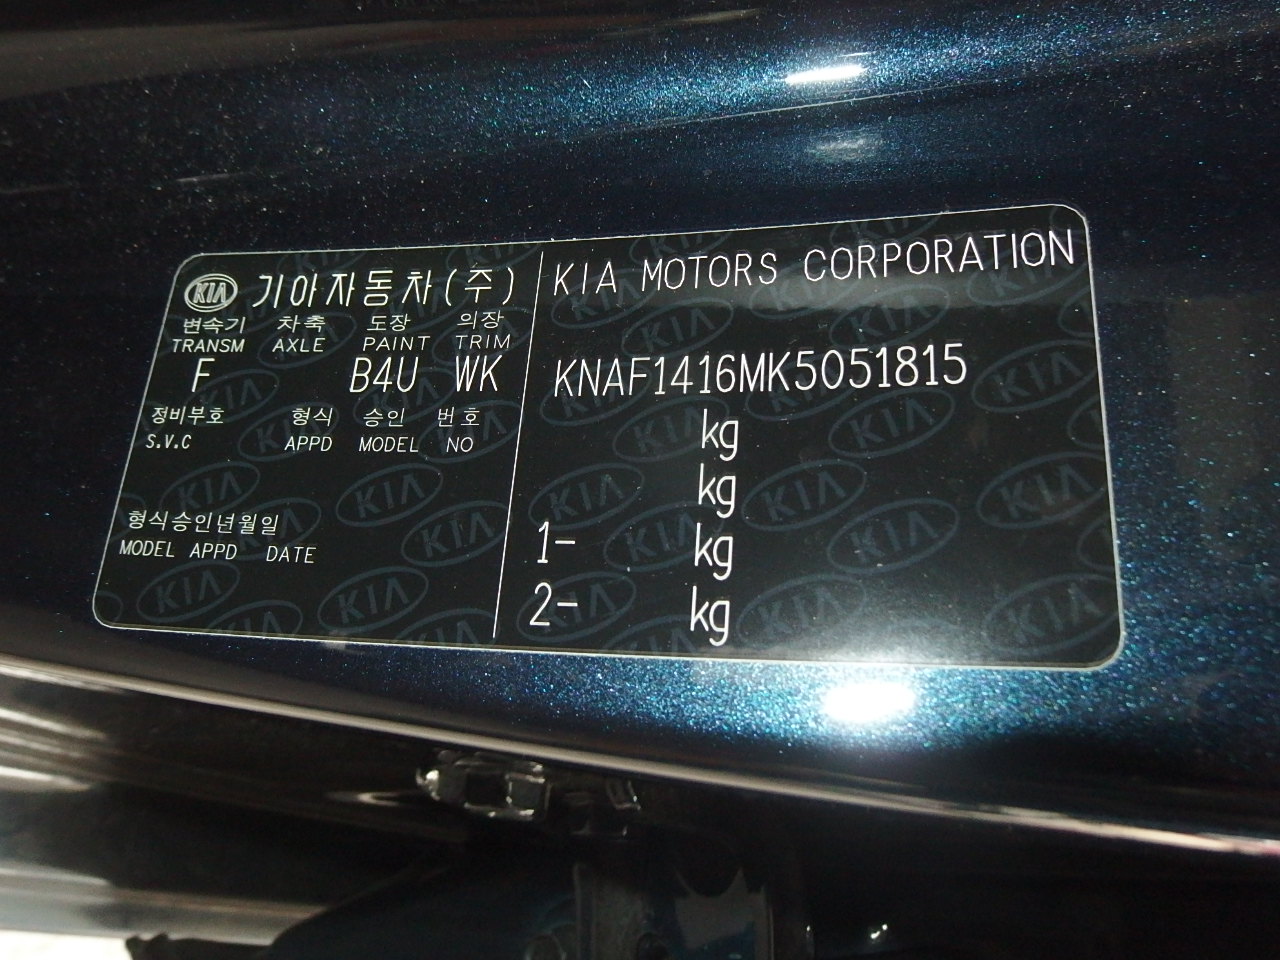 KIA 기아자동차(주)
변속기 차축 도장 의장
TRANSM AXLE PAINT TRIM
F B4U WK
정비부호 형식 승인 번호
S.V.C APPD MODEL NO
형식승인년월일
MODEL APPD DATE
KIA MOTORS CORPORATION
KNAF1416MK5051815
kg
kg
1- kg
2- kg